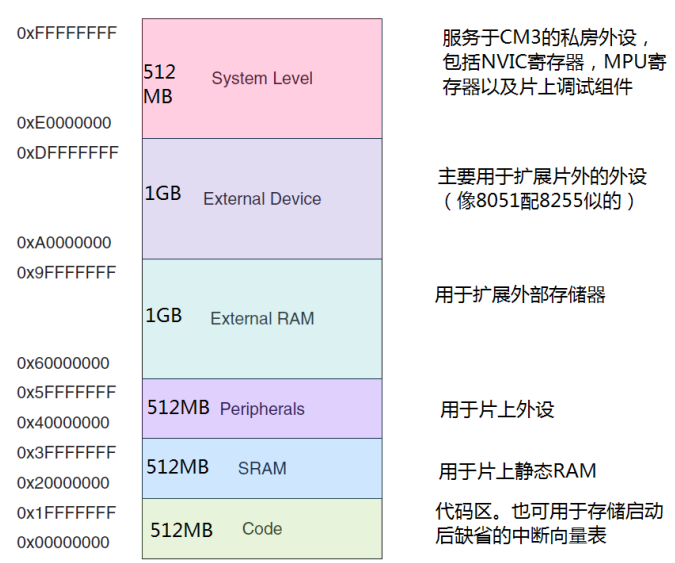 0xFFFFFFFF
服务于CM3的私房外设，
包括NVIC寄存器，MPU寄
存器以及片上调试组件
512
MB
System Level
0xE0000000
0xDFFFFFFF
主要用于扩展片外的外设
（像8051配8255似的）
1GB External Device
0xA0000000
0x9FFFFFFF
用于扩展外部存储器
1GB External RAM
0x60000000
0x5FFFFFFF
512MB Peripherals
用于片上外设
0x40000000
0x3FFFFFFF
512MB SRAM
用于片上静态RAM
0x20000000
0x1FFFFFFF
代码区。也可用于存储启动
后缺省的中断向量表
512MB Code
0x00000000